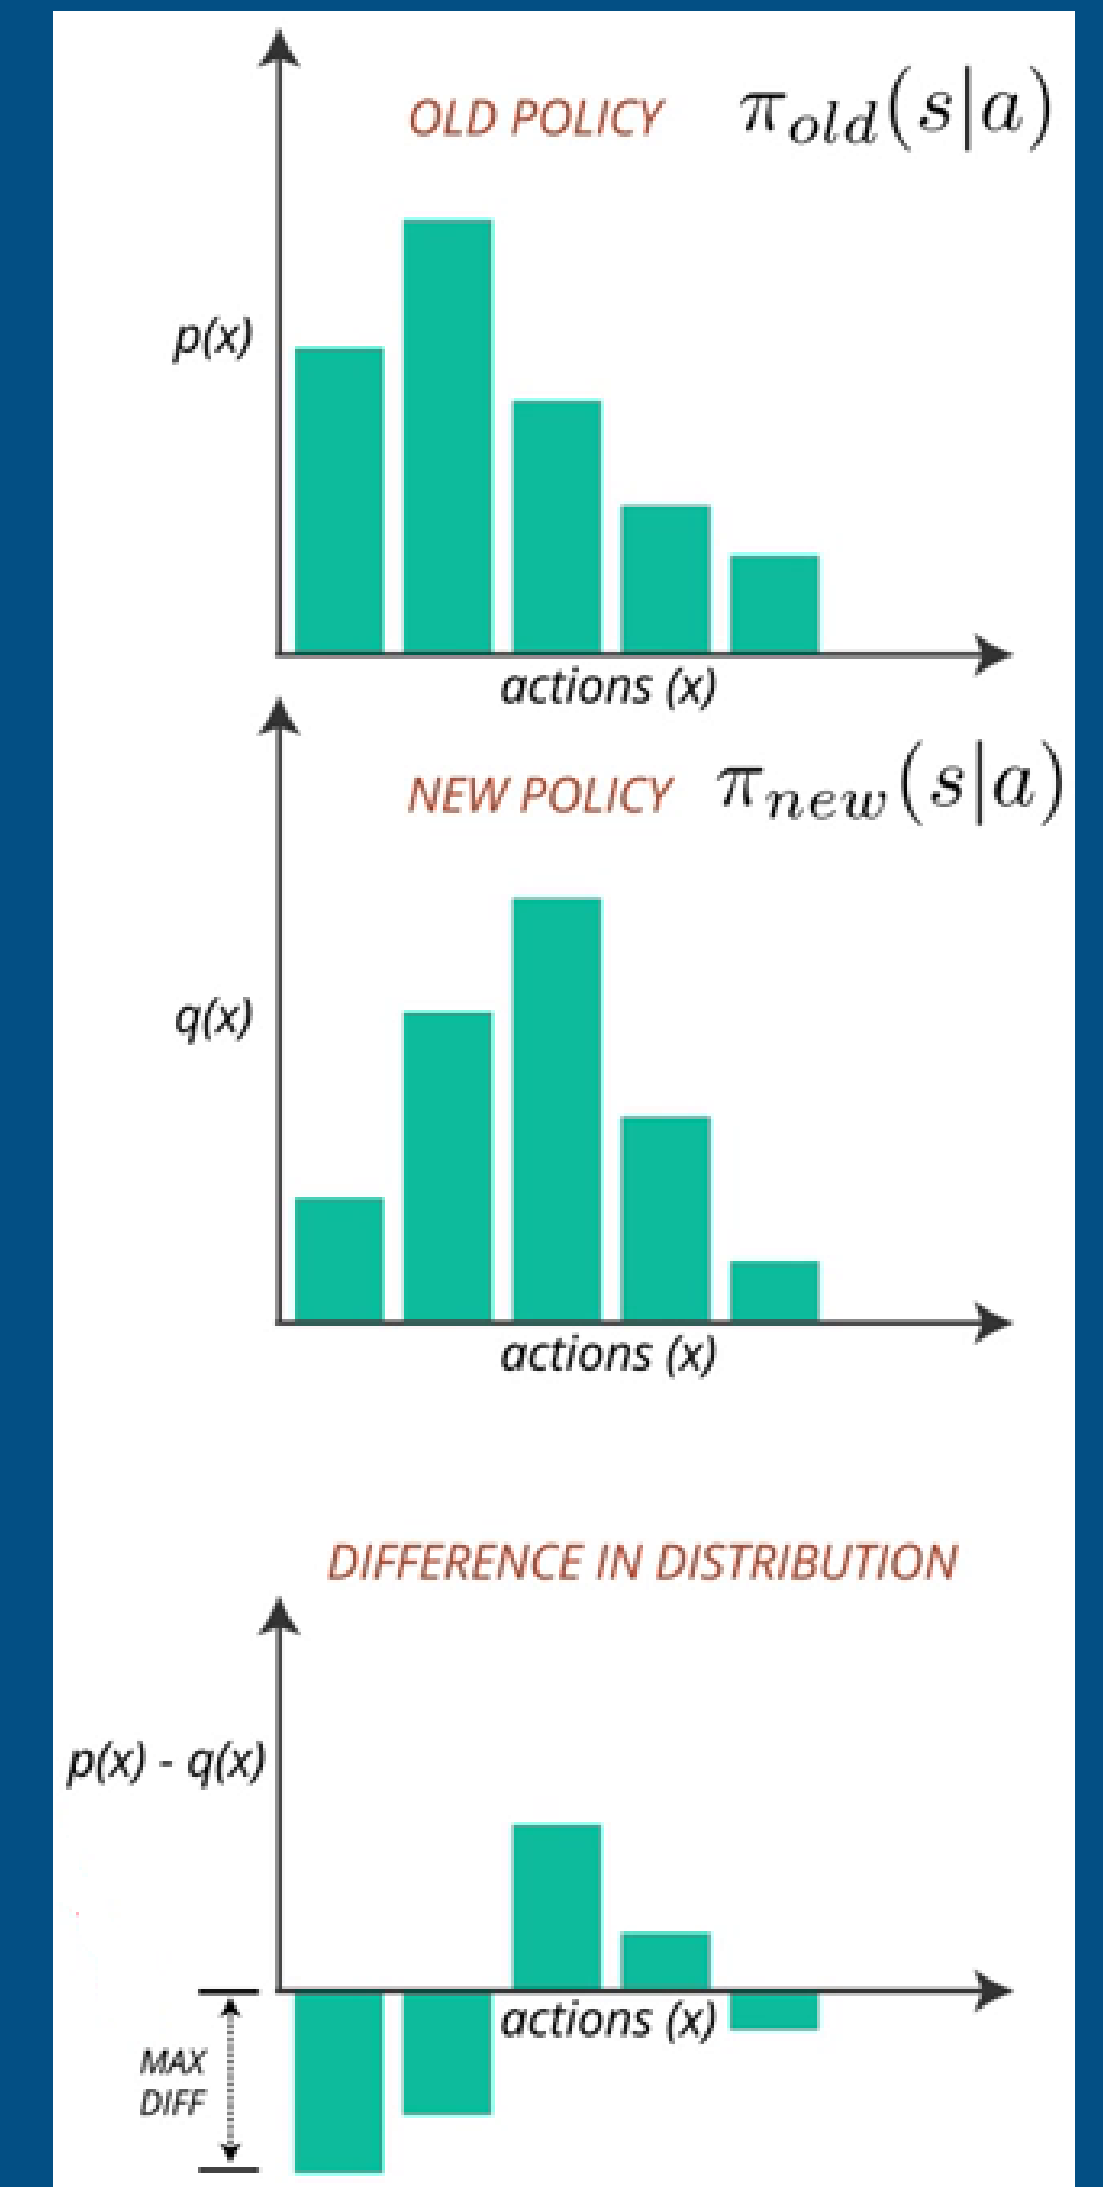 OLD POLICY π_old(s|a)
p(x)
actions (x)
NEW POLICY π_new(s|a)
q(x)
actions (x)
DIFFERENCE IN DISTRIBUTION
p(x) - q(x)
actions (x)
MAX
DIFF